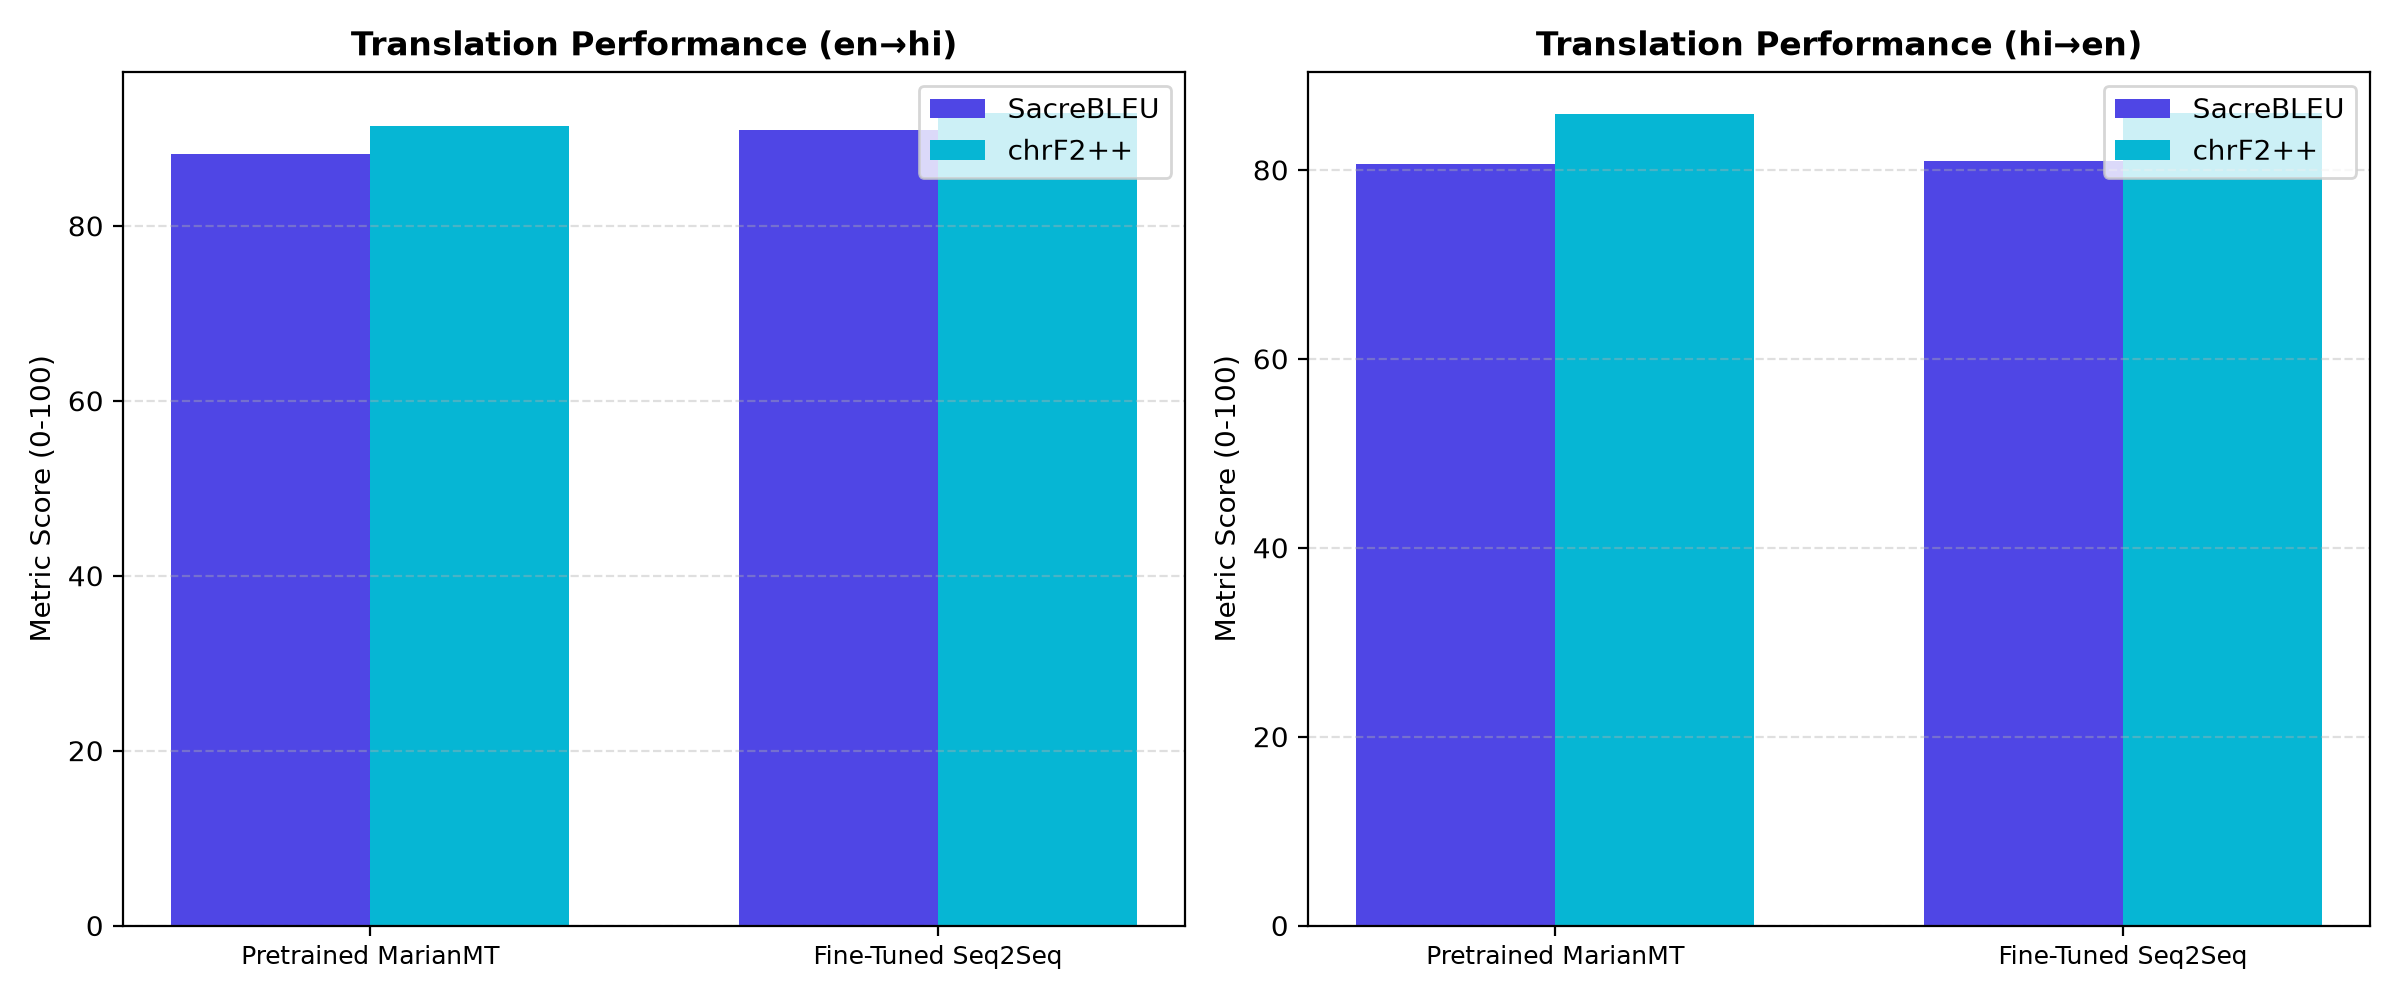 Translation Performance (en→hi)
SacreBLEU
chrF2++
Metric Score (0-100)
80
60
40
20
0
Pretrained MarianMT
Fine-Tuned Seq2Seq
Translation Performance (hi→en)
SacreBLEU
chrF2++
Metric Score (0-100)
80
60
40
20
0
Pretrained MarianMT
Fine-Tuned Seq2Seq